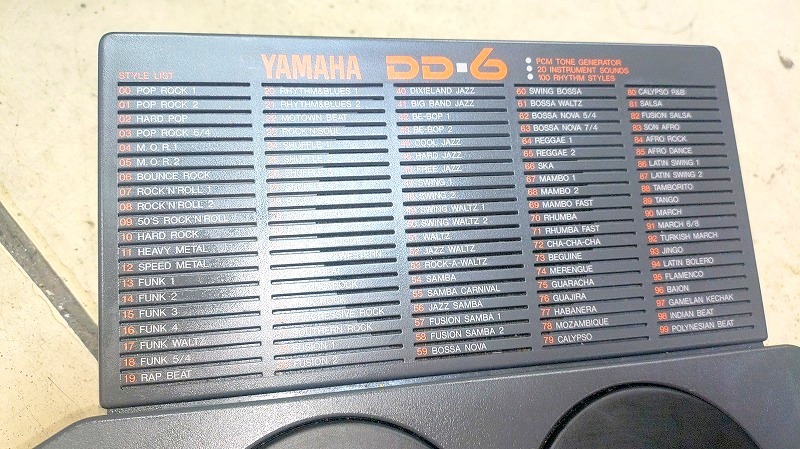 YAMAHA DD-6
PCM TONE GENERATOR
20 INSTRUMENT SOUNDS
100 RHYTHM STYLES
STYLE LIST
00 POP ROCK 1
01 POP ROCK 2
02 HARD POP
03 POP ROCK 5/4
04 M.O.R.1
05 M.O.R.2
06 BOUNCE ROCK
07 ROCK'N'ROLL 1
08 ROCK'N'ROLL 2
09 50'S ROCK'N'ROLL
10 HARD ROCK
11 HEAVY METAL
12 SPEED METAL
13 FUNK 1
14 FUNK 2
15 FUNK 3
16 FUNK 4
17 FUNK WALTZ
18 FUNK 5/4
19 RAP BEAT
20 RHYTHM&BLUES 1
21 RHYTHM&BLUES 2
22 MOTOWN BEAT
23 ROCK'N'SOUL
ROCK
FUSION 1
FUSION 2
40 DIXIELAND JAZZ
41 BIG BAND JAZZ
42 BE-BOP 1
43 BE-BOP 2
COOL JAZZ
HARD JAZZ
FREE JAZZ
SWING 1
SWING 2
SWING WALTZ 1
SWING WALTZ 2
WALTZ
JAZZ WALTZ
53 ROCK-A-WALTZ
54 SAMBA
55 SAMBA CARNIVAL
56 JAZZ SAMBA
57 FUSION SAMBA 1
58 FUSION SAMBA 2
59 BOSSA NOVA
60 SWING BOSSA
61 BOSSA WALTZ
62 BOSSA NOVA 5/4
63 BOSSA NOVA 7/4
64 REGGAE 1
65 REGGAE 2
66 SKA
67 MAMBO 1
68 MAMBO 2
69 MAMBO FAST
70 RHUMBA
71 RHUMBA FAST
72 CHA-CHA-CHA
73 BEGUINE
74 MERENGUE
75 GUARACHA
76 GUAJIRA
77 HABANERA
78 MOZAMBIQUE
79 CALYPSO
80 CALYPSO R&B
81 SALSA
82 FUSION SALSA
83 SON AFRO
84 AFRO ROCK
85 AFRO DANCE
86 LATIN SWING 1
87 LATIN SWING 2
88 TAMBORITO
89 TANGO
90 MARCH
91 MARCH 6/8
92 TURKISH MARCH
93 JINGO
94 LATIN BOLERO
95 FLAMENCO
96 BAION
97 GAMELAN KECHAK
98 INDIAN BEAT
99 POLYNESIAN BEAT